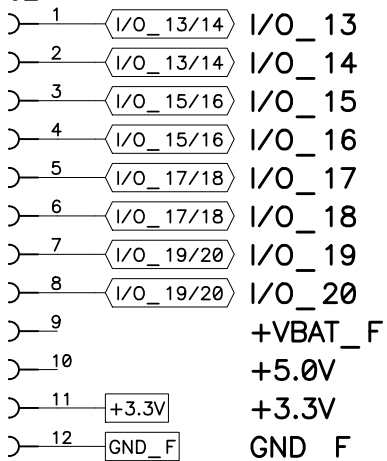 1 I/O_13/14 I/O_13
2 I/O_13/14 I/O_14
3 I/O_15/16 I/O_15
4 I/O_15/16 I/O_16
5 I/O_17/18 I/O_17
6 I/O_17/18 I/O_18
7 I/O_19/20 I/O_19
8 I/O_19/20 I/O_20
9 +VBAT_F
10 +5.0V
11 +3.3V +3.3V
12 GND_F GND F